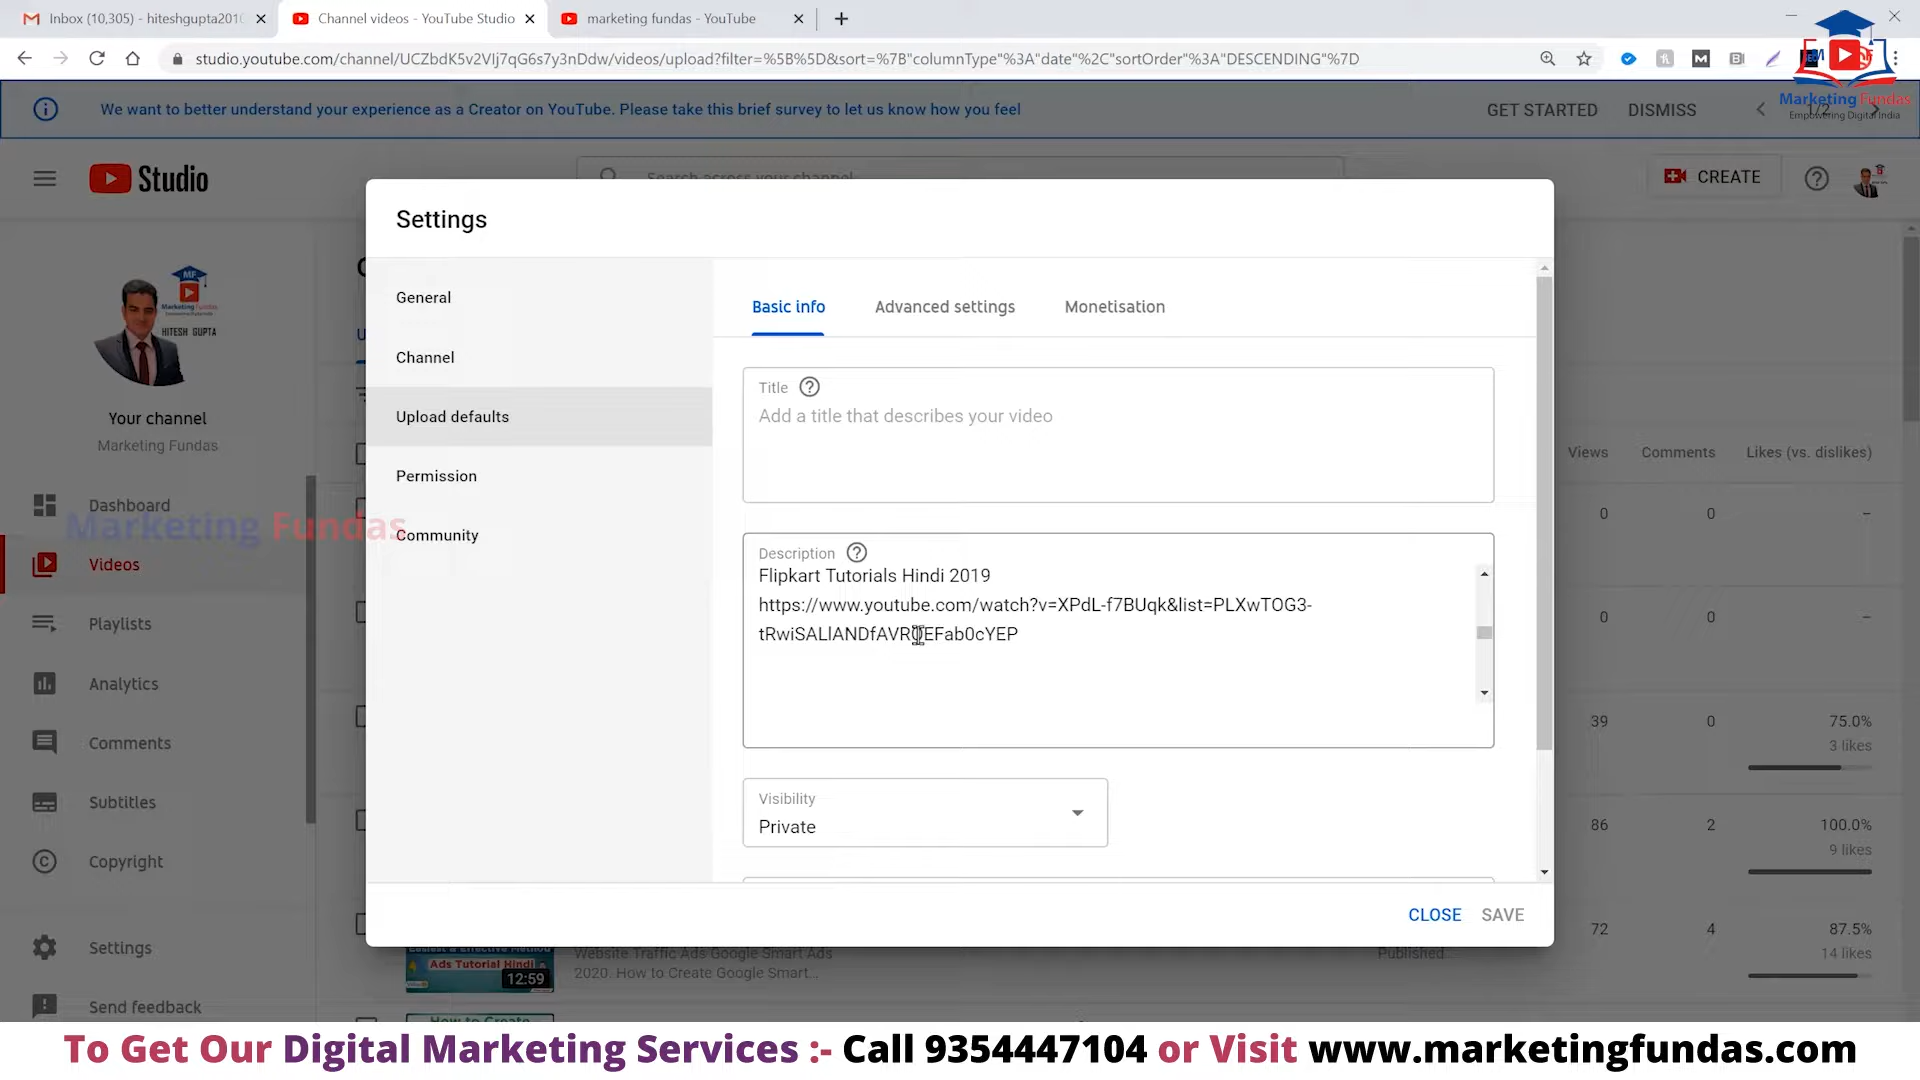 Inbox (10,305) - hiteshgupta201
Channel videos - YouTube Studio
marketing fundas - YouTube
studio.youtube.com/channel/UCZbdK5v2VIj7qG6s7y3nDdw/videos/upload?filter=%5B%5D&sort=%7B"columnType"%3A"date"%2C"sortOrder"%3A"DESCENDING"%7D
Marketing Fundas
Empowering Digital India
We want to better understand your experience as a Creator on YouTube. Please take this brief survey to let us know how you feel
GET STARTED
DISMISS
1/2
Studio
Search across your channel
CREATE
MF
Marketing Fundas
HITESH GUPTA
Your channel
Marketing Fundas
Dashboard
Marketing Fundas
Videos
Playlists
Analytics
Comments
Subtitles
Copyright
Settings
Send feedback
Settings
General
Channel
Upload defaults
Permission
Community
Basic info
Advanced settings
Monetisation
Title
Add a title that describes your video
Description
Flipkart Tutorials Hindi 2019
https://www.youtube.com/watch?v=XPdL-f7BUqk&list=PLXwTOG3-
Visibility
Private
CLOSE
SAVE
Views
Comments
Likes (vs. dislikes)
0
0
–
0
0
–
39
0
75.0%
3 likes
86
2
100.0%
9 likes
72
4
87.5%
14 likes
Ads Tutorial Hindi
12:59
Website Traffic Ads Google Smart Ads
2020. How to Create Google Smart...
Published
How to Create
To Get Our Digital Marketing Services :- Call 9354447104 or Visit www.marketingfundas.com